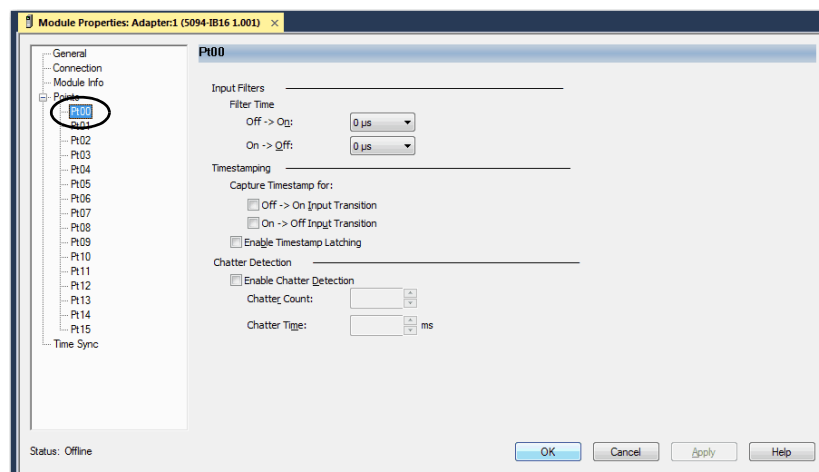 Module Properties: Adapter:1 (5094-IB16 1.001) ×
General
Connection
Module Info
Points
Pt00
Pt01
Pt02
Pt03
Pt04
Pt05
Pt06
Pt07
Pt08
Pt09
Pt10
Pt11
Pt12
Pt13
Pt14
Pt15
Time Sync
Pt00
Input Filters
Filter Time
Off -> On: 0 µs
On -> Off: 0 µs
Timestamping
Capture Timestamp for:
Off -> On Input Transition
On -> Off Input Transition
Enable Timestamp Latching
Chatter Detection
Enable Chatter Detection
Chatter Count:
Chatter Time: ms
Status: Offline
OK Cancel Apply Help